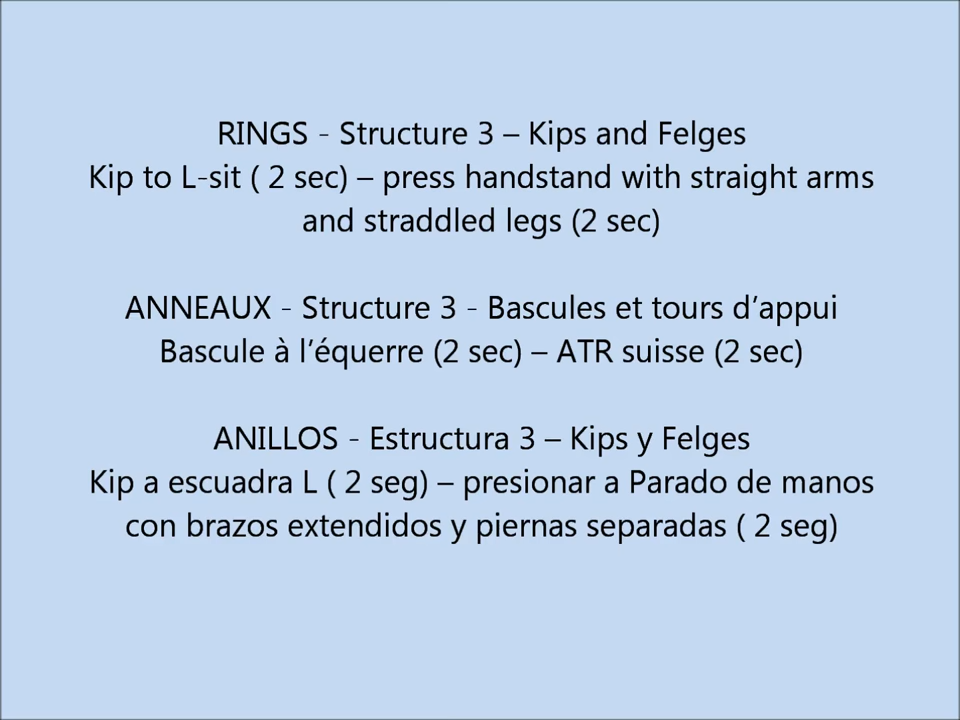 RINGS - Structure 3 – Kips and Felges
Kip to L-sit ( 2 sec) – press handstand with straight arms
and straddled legs (2 sec)
ANNEAUX - Structure 3 - Bascules et tours d’appui
Bascule à l’équerre (2 sec) – ATR suisse (2 sec)
ANILLOS - Estructura 3 – Kips y Felges
Kip a escuadra L ( 2 seg) – presionar a Parado de manos
con brazos extendidos y piernas separadas ( 2 seg)